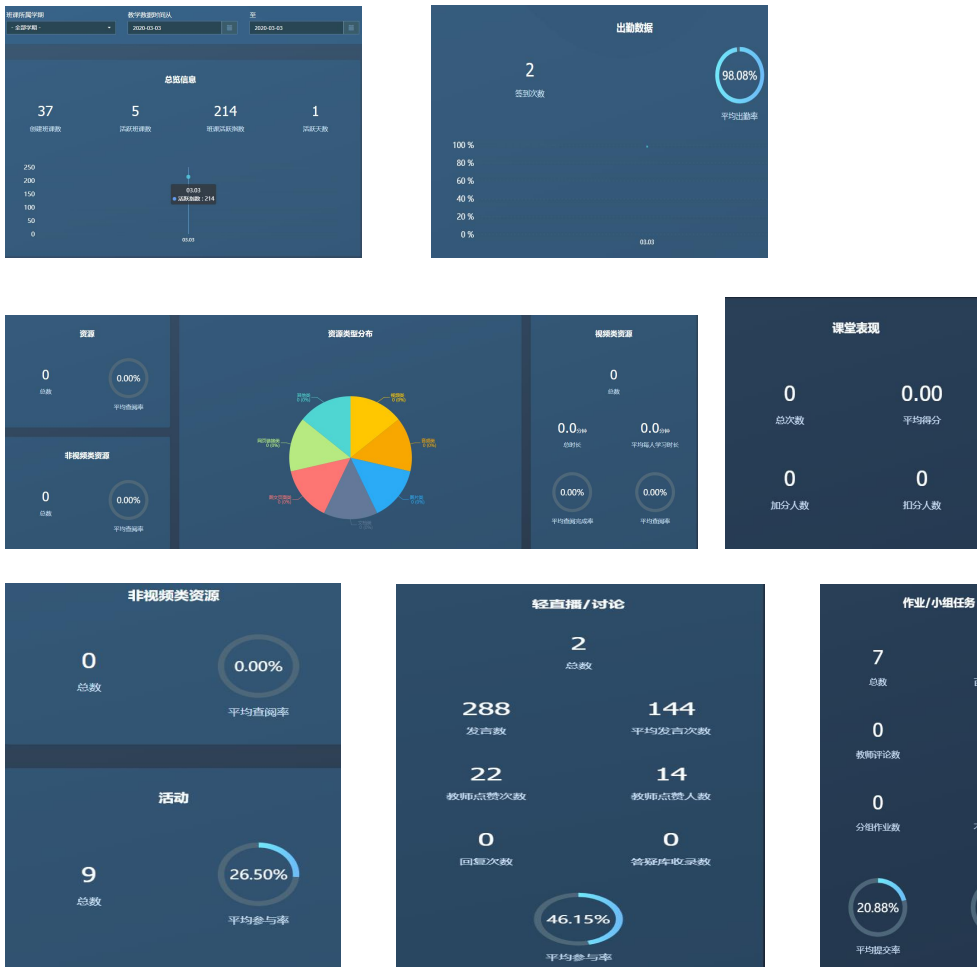 班课所属学期 教学数据时间从 至
- 全部学期 - 2020-03-03 2020-03-03
总览信息
37 5 214 1
创建班课数 活跃班课数 班课活跃指数 活跃天数
250
200
150
100
50
0
03.03
活跃指数 : 214
03.03
出勤数据
2
签到次数
98.08%
平均出勤率
100 %
80 %
60 %
40 %
20 %
0 %
03.03
资源
0
总数
0.00%
平均查阅率
非视频类资源
0
总数
0.00%
平均查阅率
资源类型分布
0 (0%)
0 (0%)
0 (0%)
0 (0%)
0 (0%)
视频类资源
0
总数
0.0分钟 0.0分钟
总时长 平均每人学习时长
0.00% 0.00%
平均查阅完成率 平均查阅率
课堂表现
0 0.00
总次数 平均得分
0 0
加分人数 扣分人数
非视频类资源
0
总数
0.00%
平均查阅率
活动
9
总数
26.50%
平均参与率
轻直播/讨论
2
总数
288 144
发言数 平均发言次数
22 14
教师点赞次数 教师点赞人数
0 0
回复次数 答疑库收录数
46.15%
平均参与率
作业/小组任务
7
总数
0
教师评论数
0
分组作业数
20.88%
平均提交率